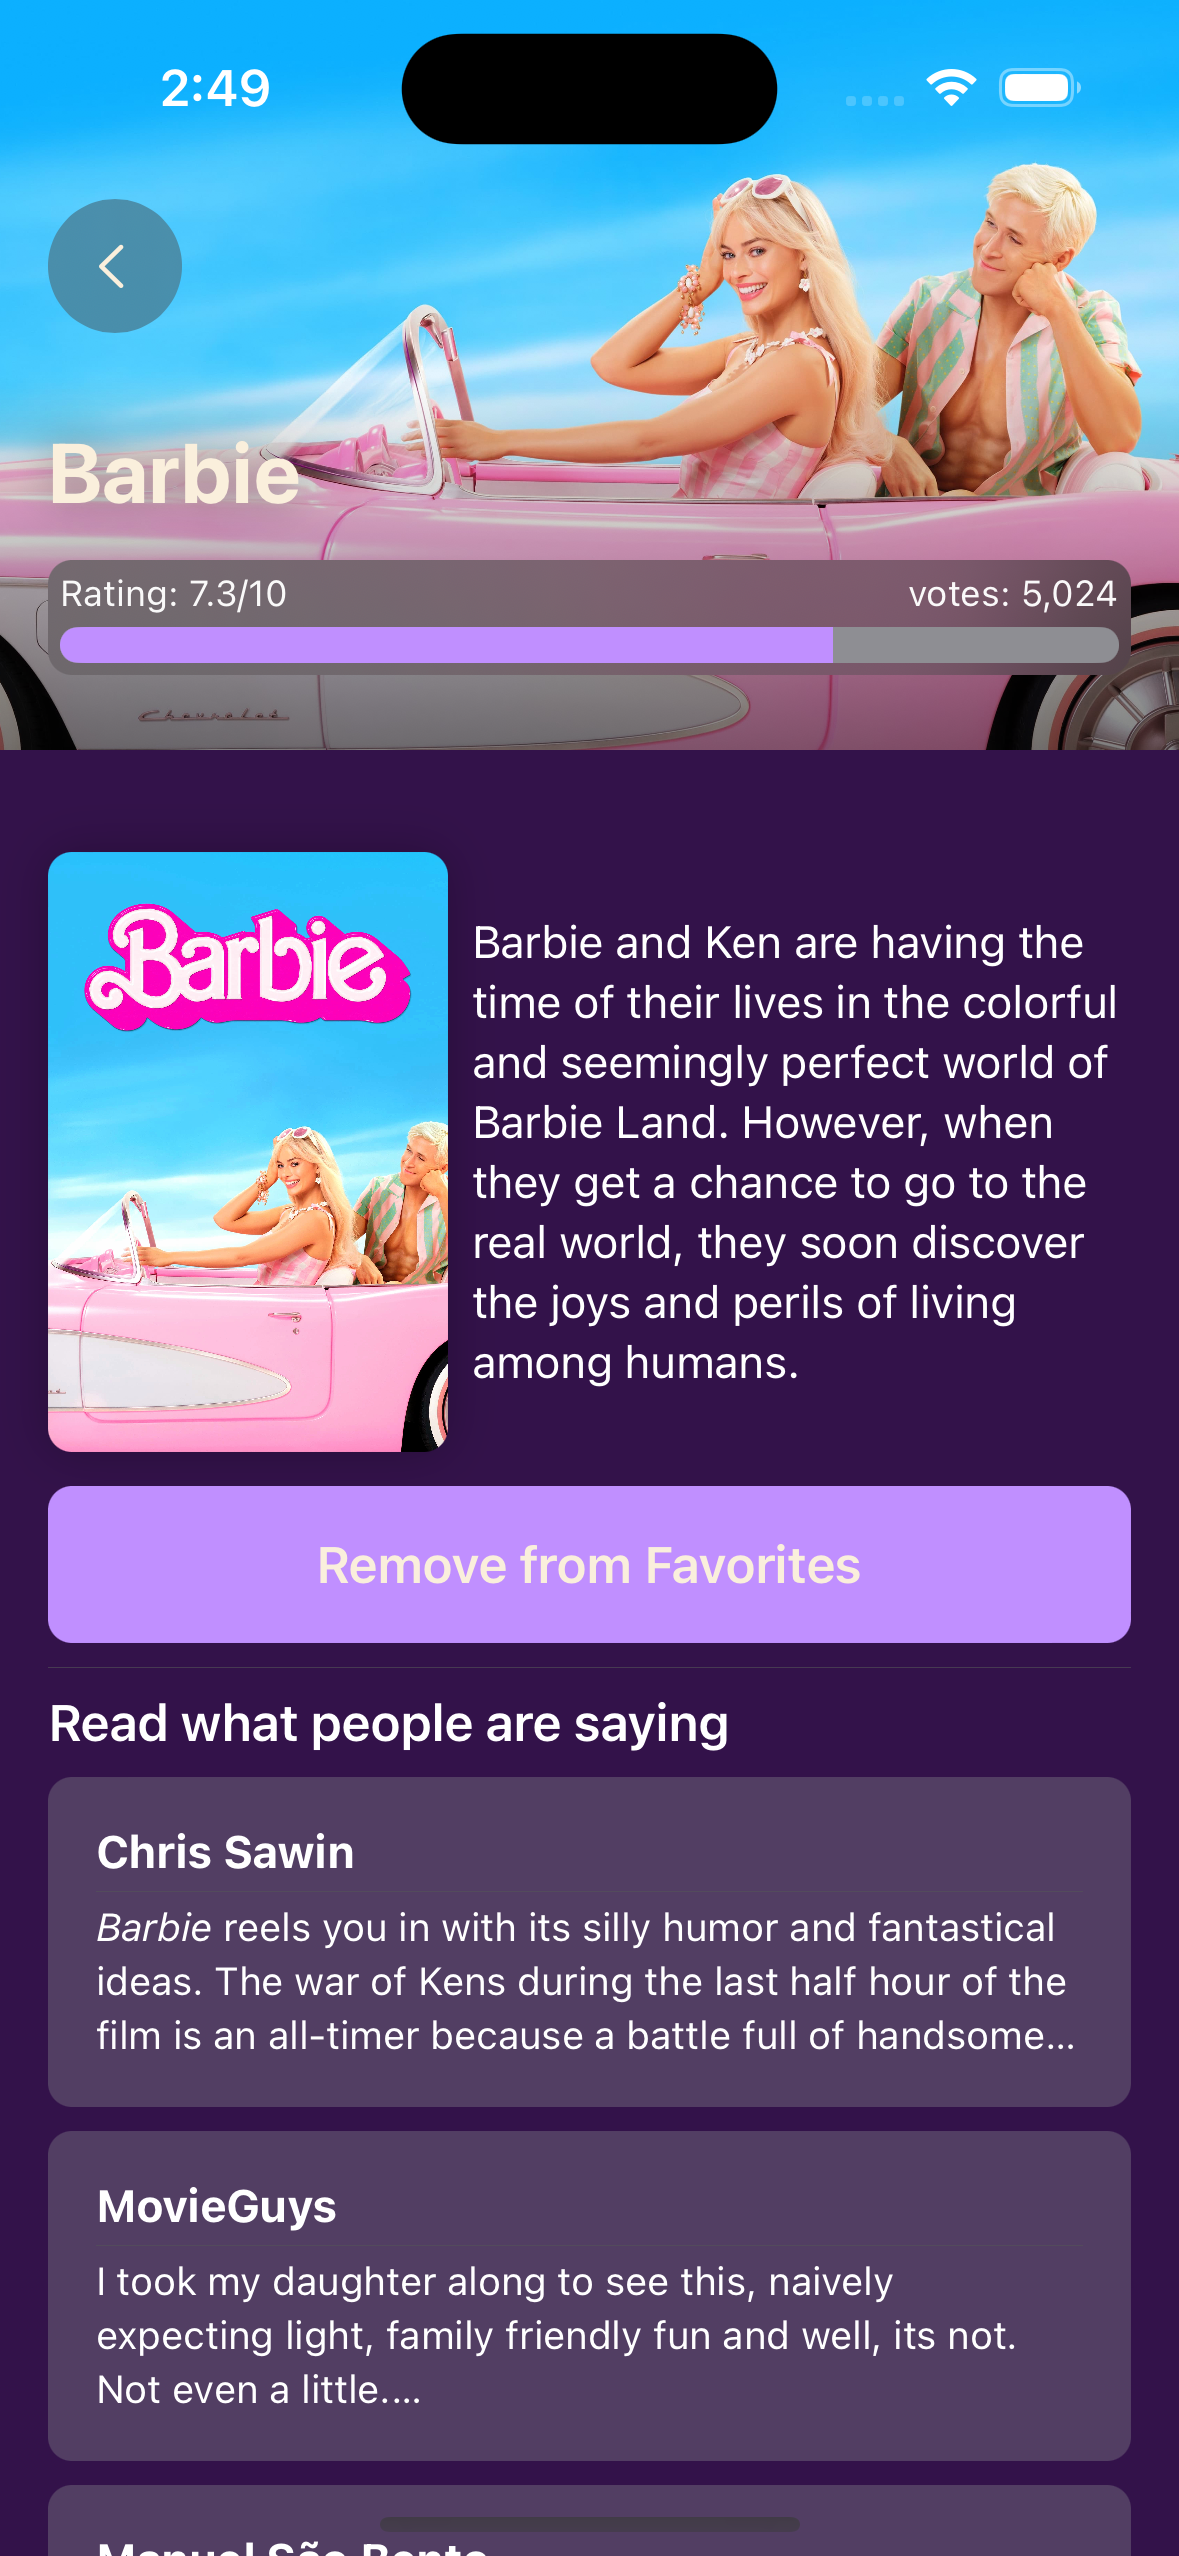 2:49
Barbie
Rating: 7.3/10
votes: 5,024
Chevrolet
Barbie
Barbie and Ken are having the
time of their lives in the colorful
and seemingly perfect world of
Barbie Land. However, when
they get a chance to go to the
real world, they soon discover
the joys and perils of living
among humans.
Remove from Favorites
Read what people are saying
Chris Sawin
Barbie reels you in with its silly humor and fantastical
ideas. The war of Kens during the last half hour of the
film is an all-timer because a battle full of handsome...
MovieGuys
I took my daughter along to see this, naively
expecting light, family friendly fun and well, its not.
Not even a little....
Manuel São Bento